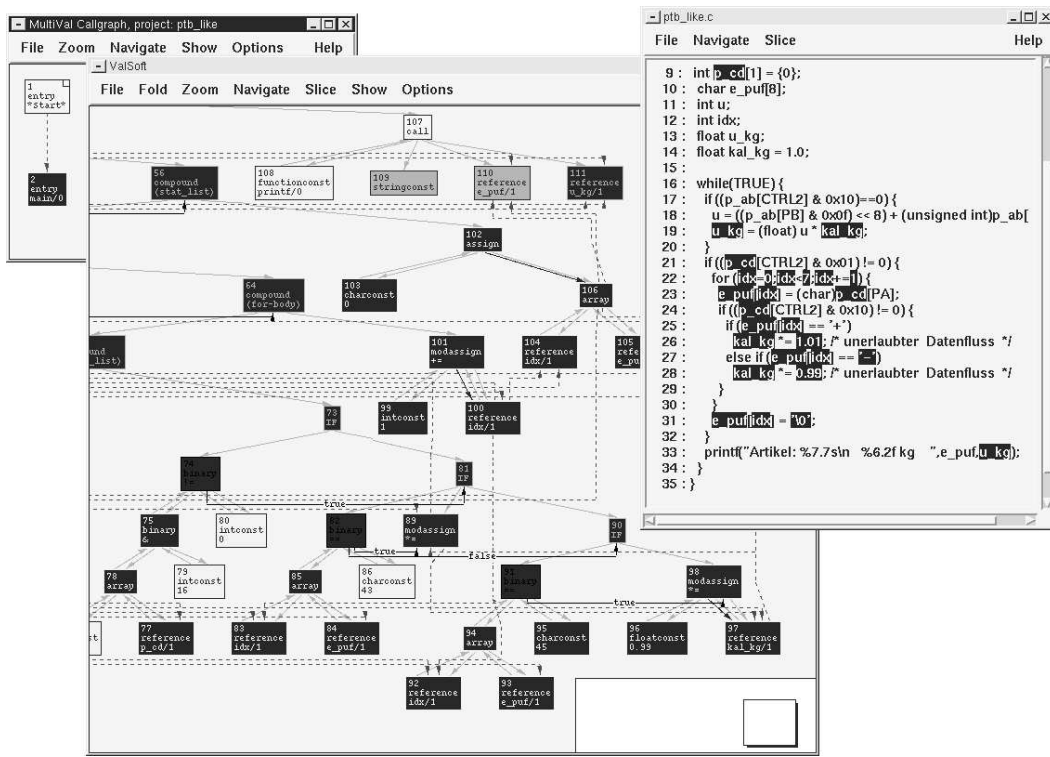 MultiVal Callgraph, project: ptb_like
File Zoom Navigate Show Options Help
1
entry
*start*
2
entry
main/0
ValSoft
File Fold Zoom Navigate Slice Show Options
107
call
56
compound
(stat_list)
108
functionconst
printf/0
109
stringconst
110
reference
e_puf/1
111
reference
u_kg/1
102
assign
64
compound
(for-body)
103
charconst
0
106
array
und
_list)
101
modassign
+=
104
reference
idx/1
105
refe
e_pu
73
IF
99
intconst
1
100
reference
idx/1
74
binary
!=
81
IF
true
75
binary
&
80
intconst
0
82
binary
==
89
modassign
*=
90
IF
true
false
78
array
79
intconst
16
85
array
86
charconst
43
91
binary
==
98
modassign
*=
true
st
77
reference
p_cd/1
83
reference
idx/1
84
reference
e_puf/1
94
array
95
charconst
45
96
floatconst
0.99
97
reference
kal_kg/1
92
reference
idx/1
93
reference
e_puf/1
ptb_like.c
File Navigate Slice Help
9 : int p_cd[1] = {0};
10 : char e_puf[8];
11 : int u;
12 : int idx;
13 : float u_kg;
14 : float kal_kg = 1.0;
15 :
16 : while(TRUE) {
17 : if ((p_ab[CTRL2] & 0x10)==0) {
18 : u = ((p_ab[PB] & 0x0f) << 8) + (unsigned int)p_ab[
19 : u_kg = (float) u * kal_kg;
20 : }
21 : if ((p_cd[CTRL2] & 0x01) != 0) {
22 : for (idx=0;idx<7;idx+=1) {
23 : e_puf[idx] = (char)p_cd[PA];
24 : if ((p_cd[CTRL2] & 0x10) != 0) {
25 : if (e_puf[idx] == '+')
26 : kal_kg *= 1.01; /* unerlaubter Datenfluss */
27 : else if (e_puf[idx] == '-')
28 : kal_kg *= 0.99; /* unerlaubter Datenfluss */
29 : }
30 : }
31 : e_puf[idx] = '\0';
32 : }
33 : printf("Artikel: %7.7s\n %6.2f kg ",e_puf,u_kg);
34 : }
35 : }